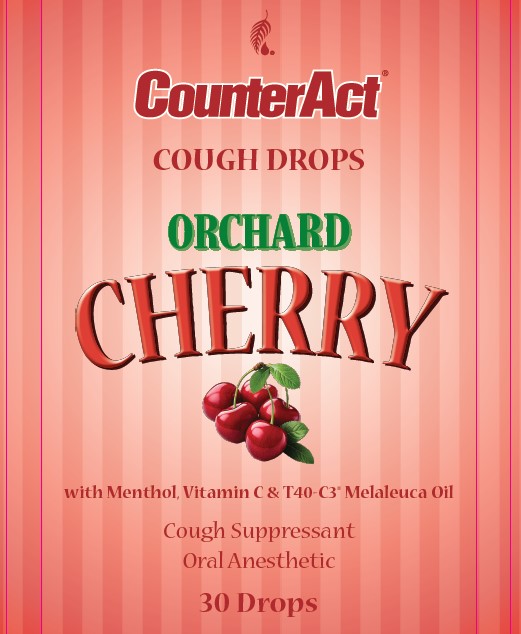 CounterAct®
COUGH DROPS
ORCHARD
CHERRY
with Menthol, Vitamin C & T40-C3® Melaleuca Oil
Cough Suppressant
Oral Anesthetic
30 Drops